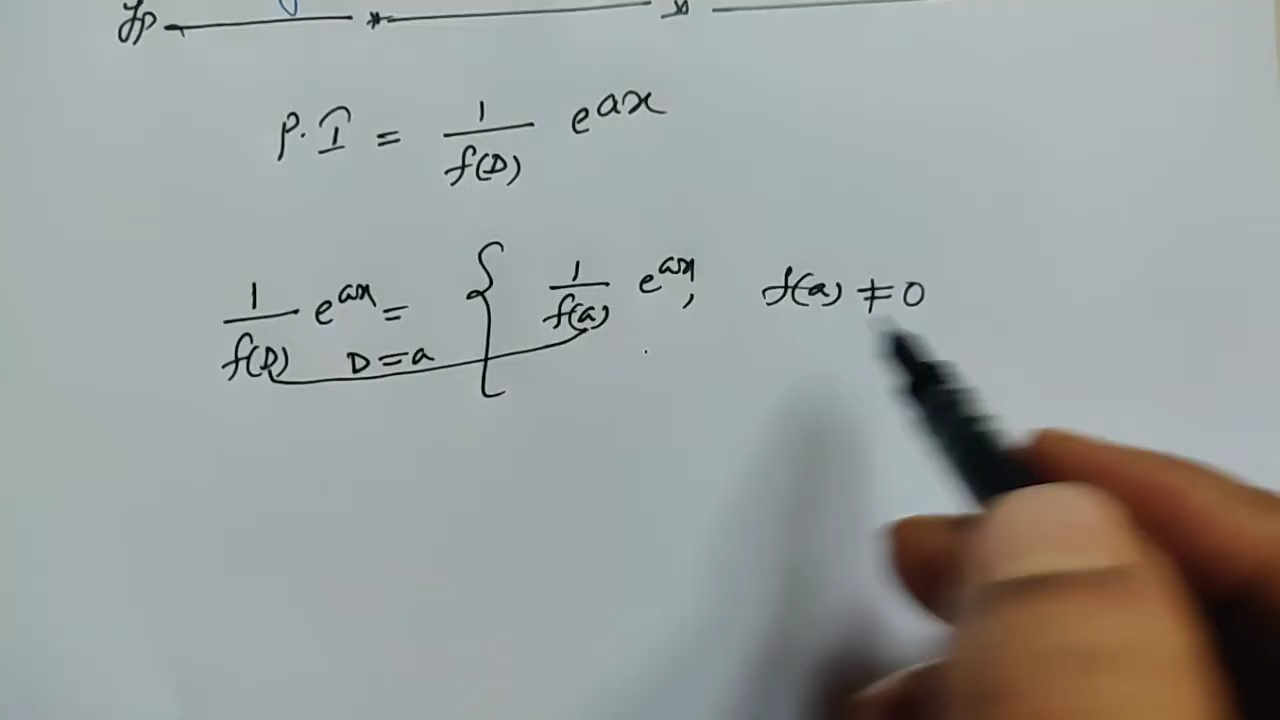 yp
P.I = 1/f(D) e^ax
1/f(D) e^ax = { 1/f(a) e^ax, f(a) ≠ 0
D = a